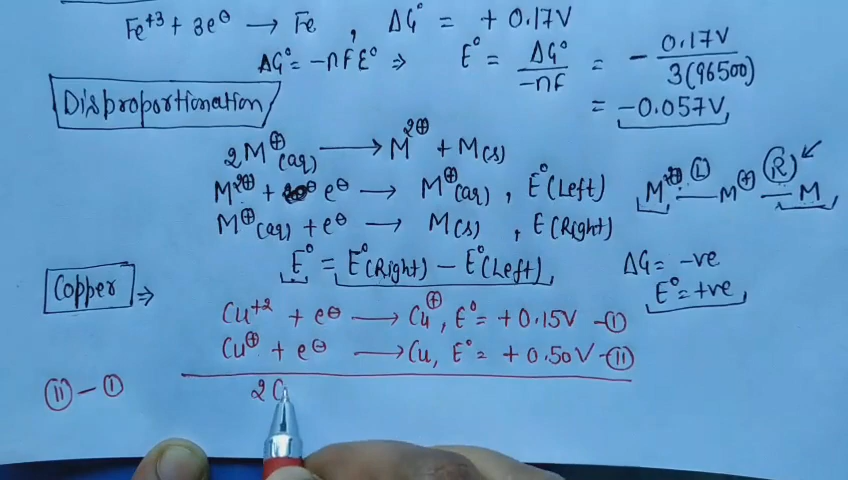 Fe⁺³ + 3e⊖ → Fe, ΔG° = + 0.17V
ΔG° = -nFE° ⇒ E° = ΔG°/-nF = - 0.17V/3(96500)
= -0.057V
Disproportionation
2M⊕(aq) → M²⊕ + M(s)
M²⊕ + e⊖ → M⊕(aq), E°(Left)
M²⊕ —Ⓛ— M⊕ —Ⓡ— M
M⊕(aq) + e⊖ → M(s), E(Right)
E° = E°(Right) - E°(Left)
ΔG = -ve
E° = +ve
Copper ⇒
Cu⁺² + e⊖ → Cu⊕, E° = + 0.15V - Ⓘ
Cu⊕ + e⊖ → Cu, E° = + 0.50V - ⓘⓘ
(II) - (I)
2C